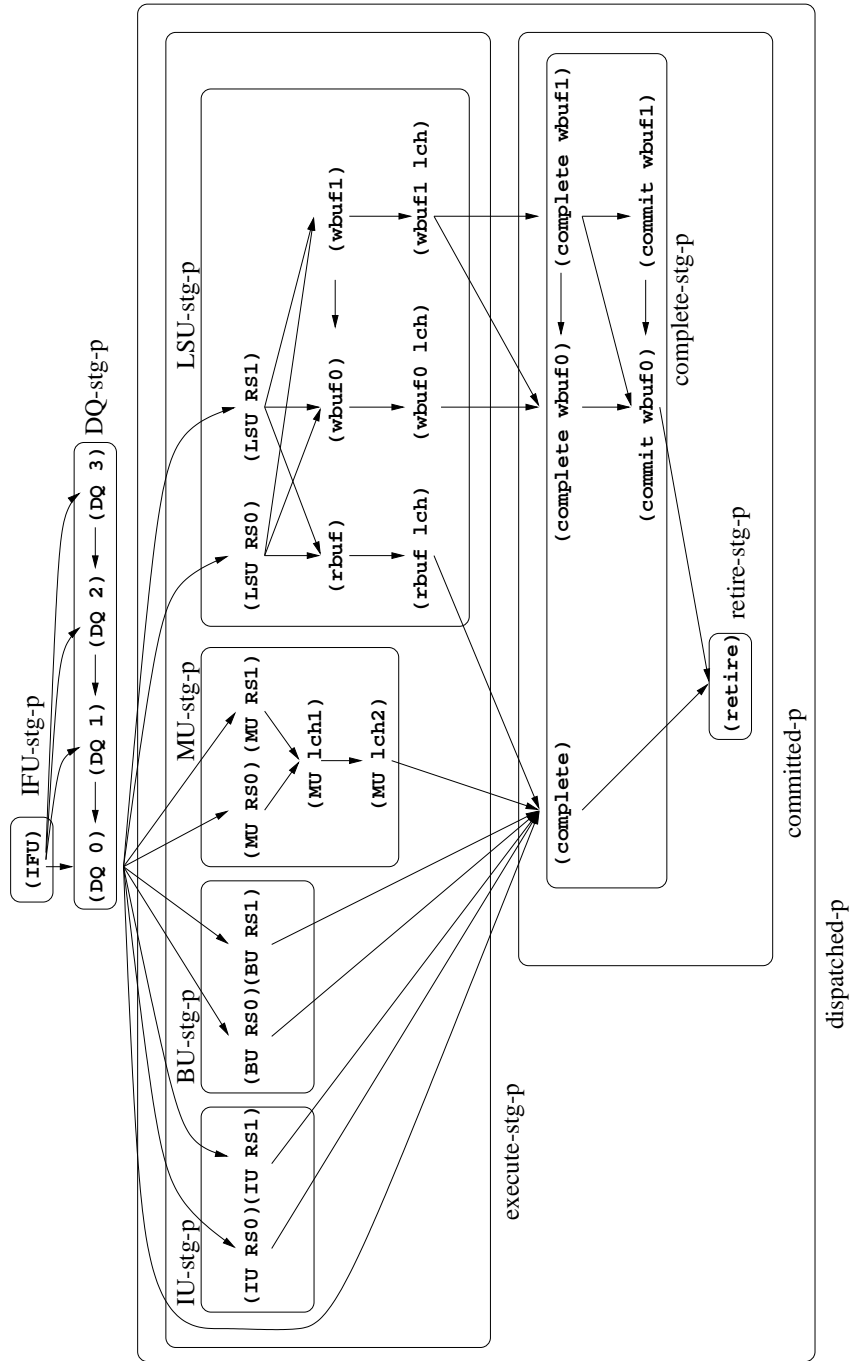 IFU-stg-p
(IFU)
DQ-stg-p
(DQ 0) (DQ 1) (DQ 2) (DQ 3)
IU-stg-p BU-stg-p MU-stg-p LSU-stg-p
(IU RS0)(IU RS1) (BU RS0)(BU RS1) (MU RS0)(MU RS1) (LSU RS0) (LSU RS1)
(MU lch1) (rbuf) (wbuf0) (wbuf1)
(MU lch2) (rbuf lch) (wbuf0 lch) (wbuf1 lch)
execute-stg-p
(complete) (complete wbuf0) (complete wbuf1)
(commit wbuf0) (commit wbuf1)
complete-stg-p
retire-stg-p
(retire)
committed-p
dispatched-p